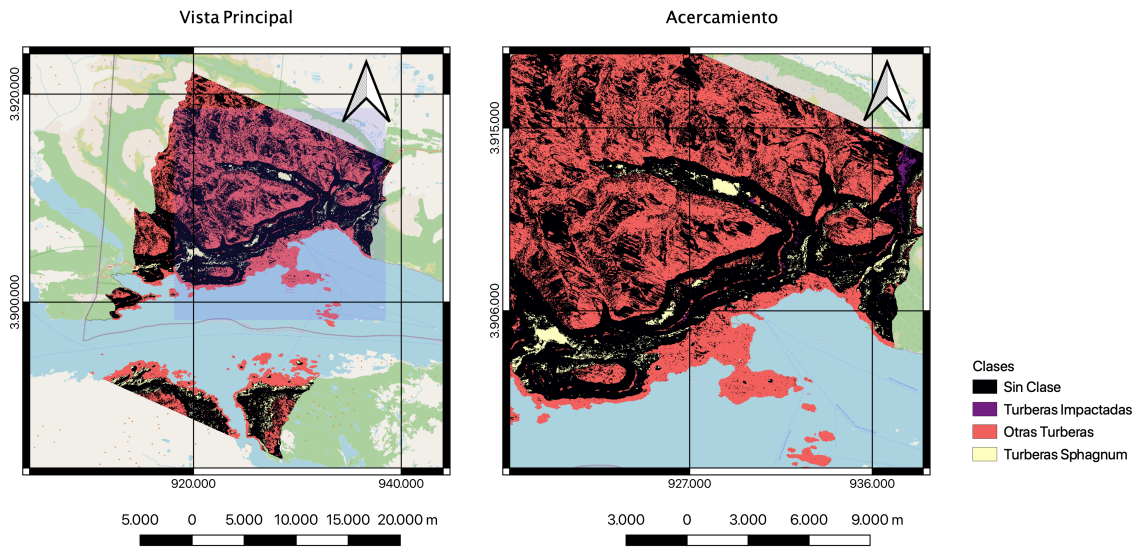 Vista Principal
Acercamiento
3.920.000
3.900.000
920.000
940.000
5.000 0 5.000 10.000 15.000 20.000 m
3.915.000
3.906.000
927.000
936.000
3.000 0 3.000 6.000 9.000 m
Clases
Sin Clase
Turberas Impactadas
Otras Turberas
Turberas Sphagnum